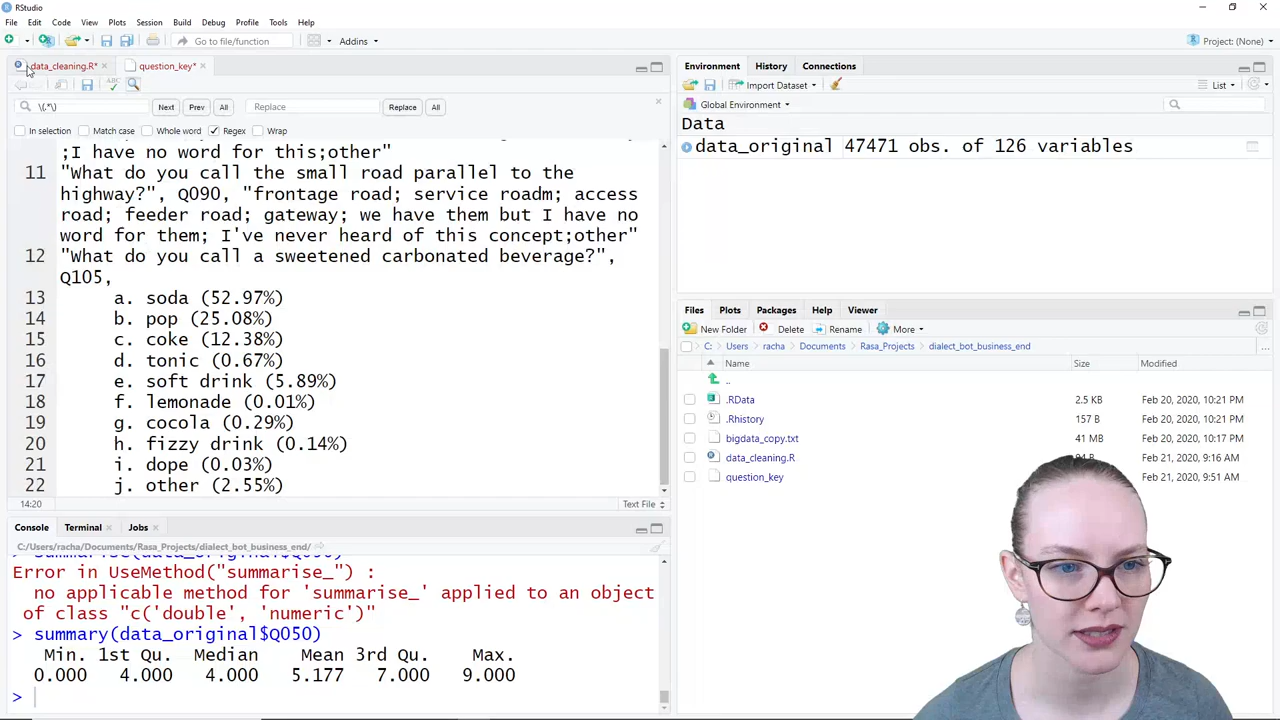 RStudio
File Edit Code View Plots Session Build Debug Profile Tools Help
Go to file/function Addins Project: (None)
data_cleaning.R* question_key*
\(.*\) Next Prev All Replace Replace All
In selection Match case Whole word Regex Wrap
;I have no word for this;other"
11 "What do you call the small road parallel to the
highway?", Q090, "frontage road; service roadm; access
road; feeder road; gateway; we have them but I have no
word for them; I've never heard of this concept;other"
12 "What do you call a sweetened carbonated beverage?",
Q105,
13 a. soda (52.97%)
14 b. pop (25.08%)
15 c. coke (12.38%)
16 d. tonic (0.67%)
17 e. soft drink (5.89%)
18 f. lemonade (0.01%)
19 g. cocola (0.29%)
20 h. fizzy drink (0.14%)
21 i. dope (0.03%)
22 j. other (2.55%)
14:20 Text File
Console Terminal Jobs
C:/Users/racha/Documents/Rasa_Projects/dialect_bot_business_end/
Error in UseMethod("summarise_") :
no applicable method for 'summarise_' applied to an object
of class "c('double', 'numeric')"
> summary(data_original$Q050)
Min. 1st Qu. Median Mean 3rd Qu. Max.
0.000 4.000 4.000 5.177 7.000 9.000
>
Environment History Connections
Import Dataset List
Global Environment
Data
data_original 47471 obs. of 126 variables
Files Plots Packages Help Viewer
New Folder Delete Rename More
C: Users racha Documents Rasa_Projects dialect_bot_business_end ...
Name Size Modified
..
.RData 2.5 KB Feb 20, 2020, 10:21 PM
.Rhistory 157 B Feb 20, 2020, 10:21 PM
bigdata_copy.txt 41 MB Feb 20, 2020, 10:17 PM
data_cleaning.R B Feb 21, 2020, 9:16 AM
question_key Feb 21, 2020, 9:51 AM